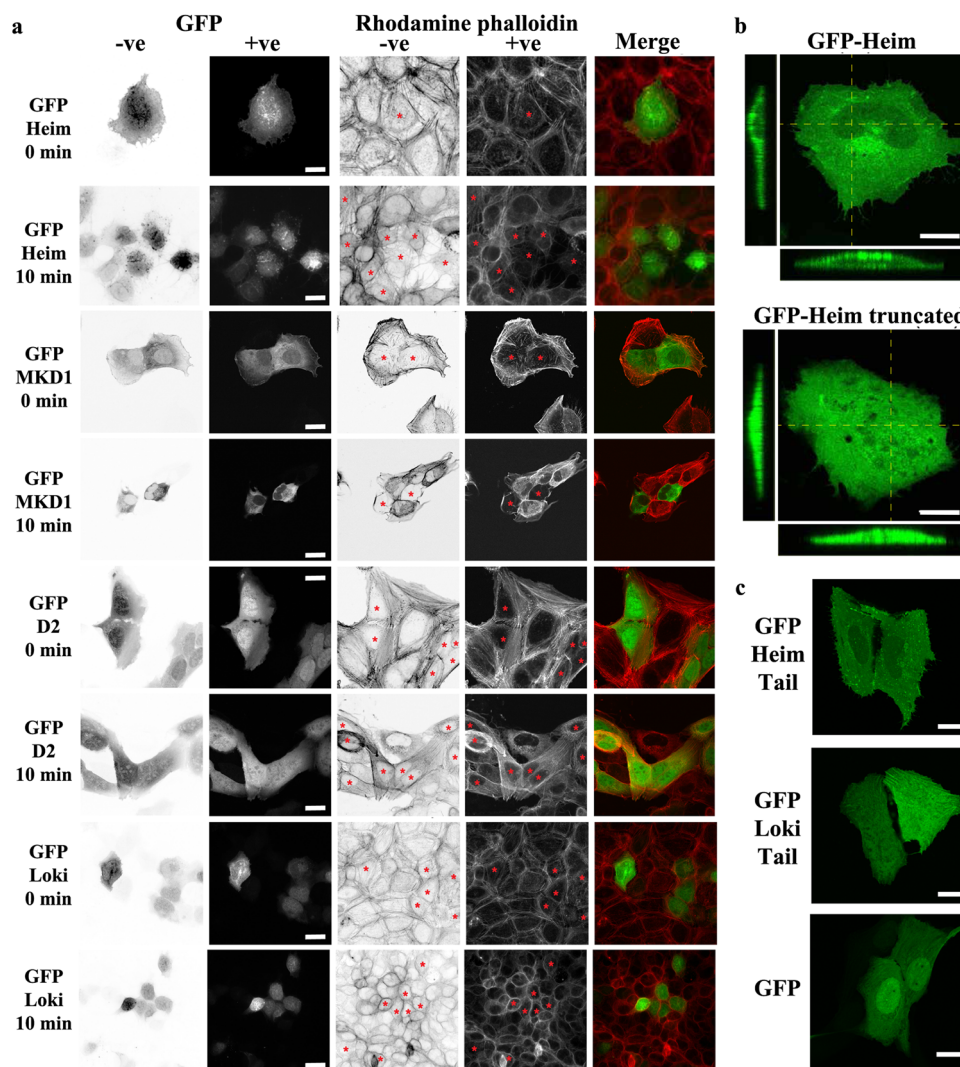 a
GFP
Rhodamine phalloidin
-ve
+ve
-ve
+ve
Merge
GFP
Heim
0 min
GFP
Heim
10 min
GFP
MKD1
0 min
GFP
MKD1
10 min
GFP
D2
0 min
GFP
D2
10 min
GFP
Loki
0 min
GFP
Loki
10 min
b
GFP-Heim
GFP-Heim truncated
c
GFP
Heim
Tail
GFP
Loki
Tail
GFP